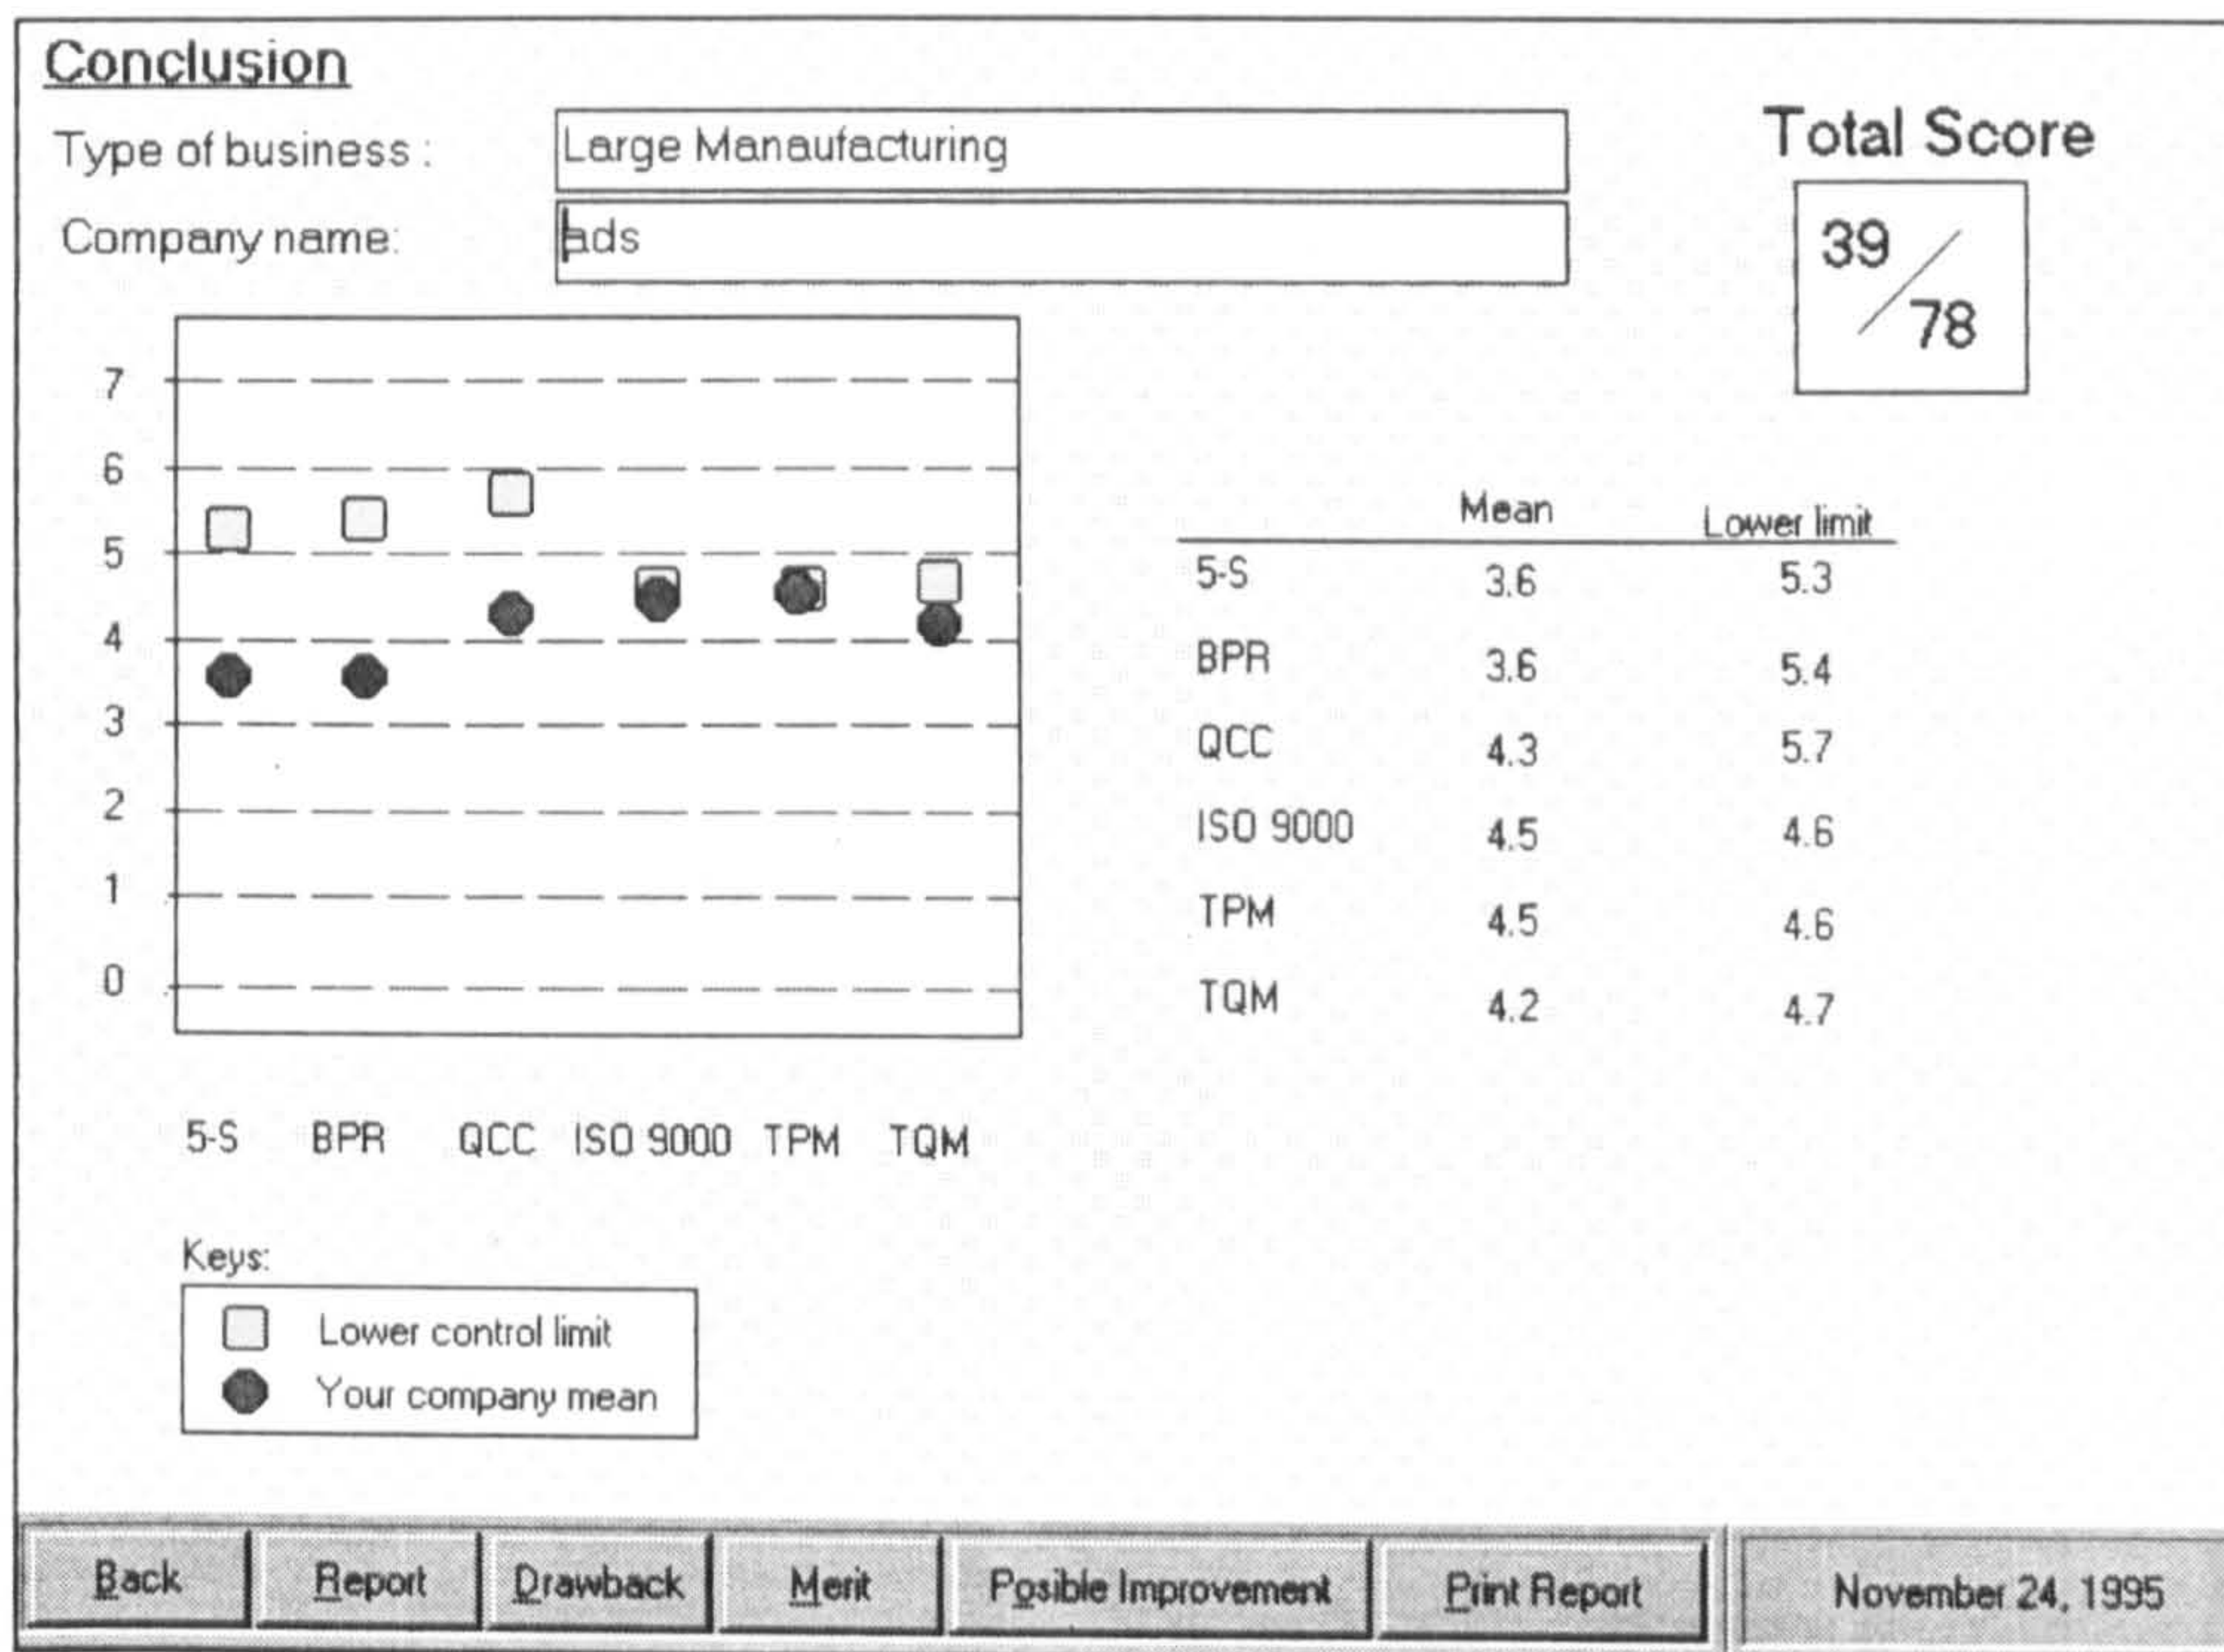 Conclusion
Type of business : Large Manaufacturing
Company name: ads
Total Score
39
78
7
6
5
4
3
2
1
0
5-S BPR QCC ISO 9000 TPM TQM
Mean Lower limit
5-S 3.6 5.3
BPR 3.6 5.4
QCC 4.3 5.7
ISO 9000 4.5 4.6
TPM 4.5 4.6
TQM 4.2 4.7
Keys:
Lower control limit
Your company mean
Back Report Drawback Merit Posible Improvement Print Report November 24, 1995